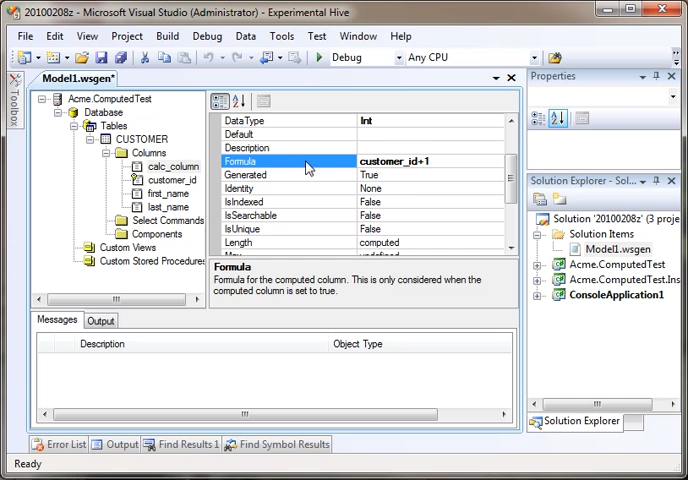 20100208z - Microsoft Visual Studio (Administrator) - Experimental Hive
File Edit View Project Build Debug Data Tools Test Window Help
Debug Any CPU
Model1.wsgen*
Toolbox
Acme.ComputedTest
Database
Tables
CUSTOMER
Columns
calc_column
customer_id
first_name
last_name
Select Commands
Components
Custom Views
Custom Stored Procedures
DataType Int
Default
Description
Formula customer_id+1
Generated True
Identity None
IsIndexed False
IsSearchable False
IsUnique False
Length computed
Formula
Formula for the computed column. This is only considered when the
computed column is set to true.
Messages Output
Description Object Type
Properties
Solution Explorer - Sol...
Solution '20100208z' (3 proje
Solution Items
Model1.wsgen
Acme.ComputedTest
Acme.ComputedTest.Ins
ConsoleApplication1
Solution Explorer
Error List Output Find Results 1 Find Symbol Results
Ready